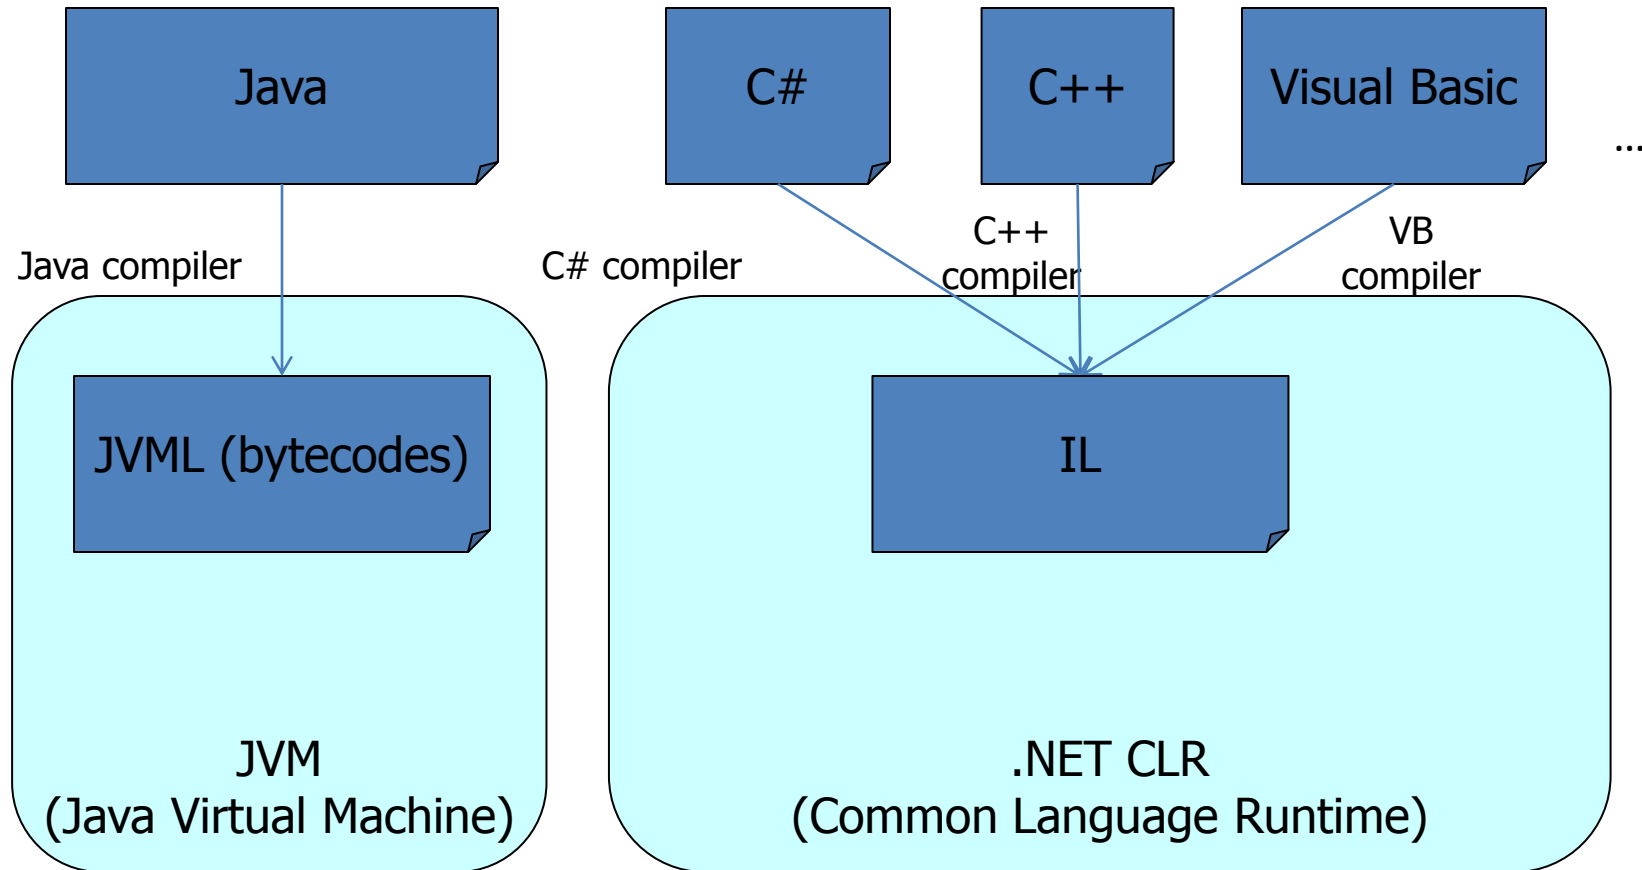 Java
C#
C++
Visual Basic
...
Java compiler
C# compiler
C++
compiler
VB
compiler
JVML (bytecodes)
IL
JVM
(Java Virtual Machine)
.NET CLR
(Common Language Runtime)